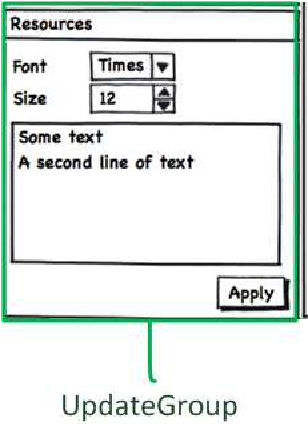 Resources
Font Times
Size 12
Some text
A second line of text
Apply
UpdateGroup